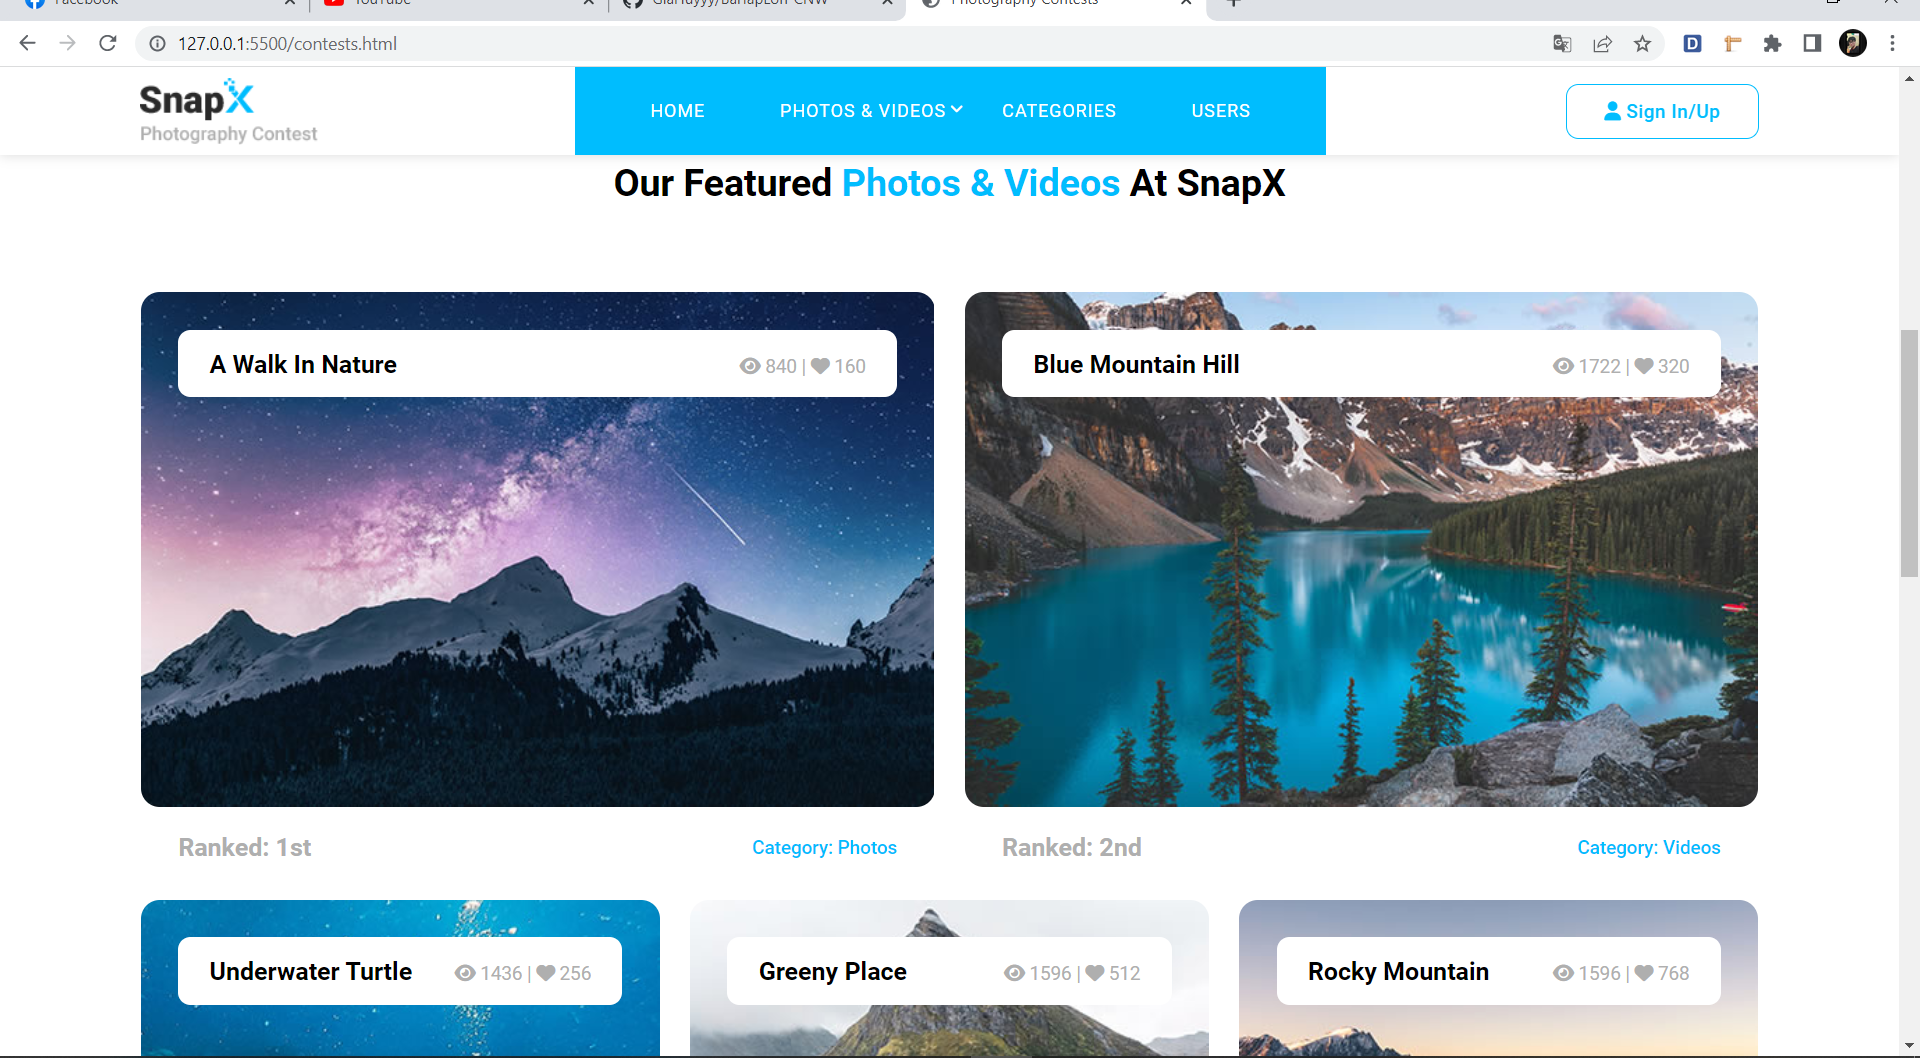 Facebook
YouTube
Photography Contests
127.0.0.1:5500/contests.html
SnapX
Photography Contest
HOME
PHOTOS & VIDEOS
CATEGORIES
USERS
Sign In/Up
Our Featured Photos & Videos At SnapX
A Walk In Nature
840 | 160
Blue Mountain Hill
1722 | 320
Ranked: 1st
Category: Photos
Ranked: 2nd
Category: Videos
Underwater Turtle
1436 | 256
Greeny Place
1596 | 512
Rocky Mountain
1596 | 768